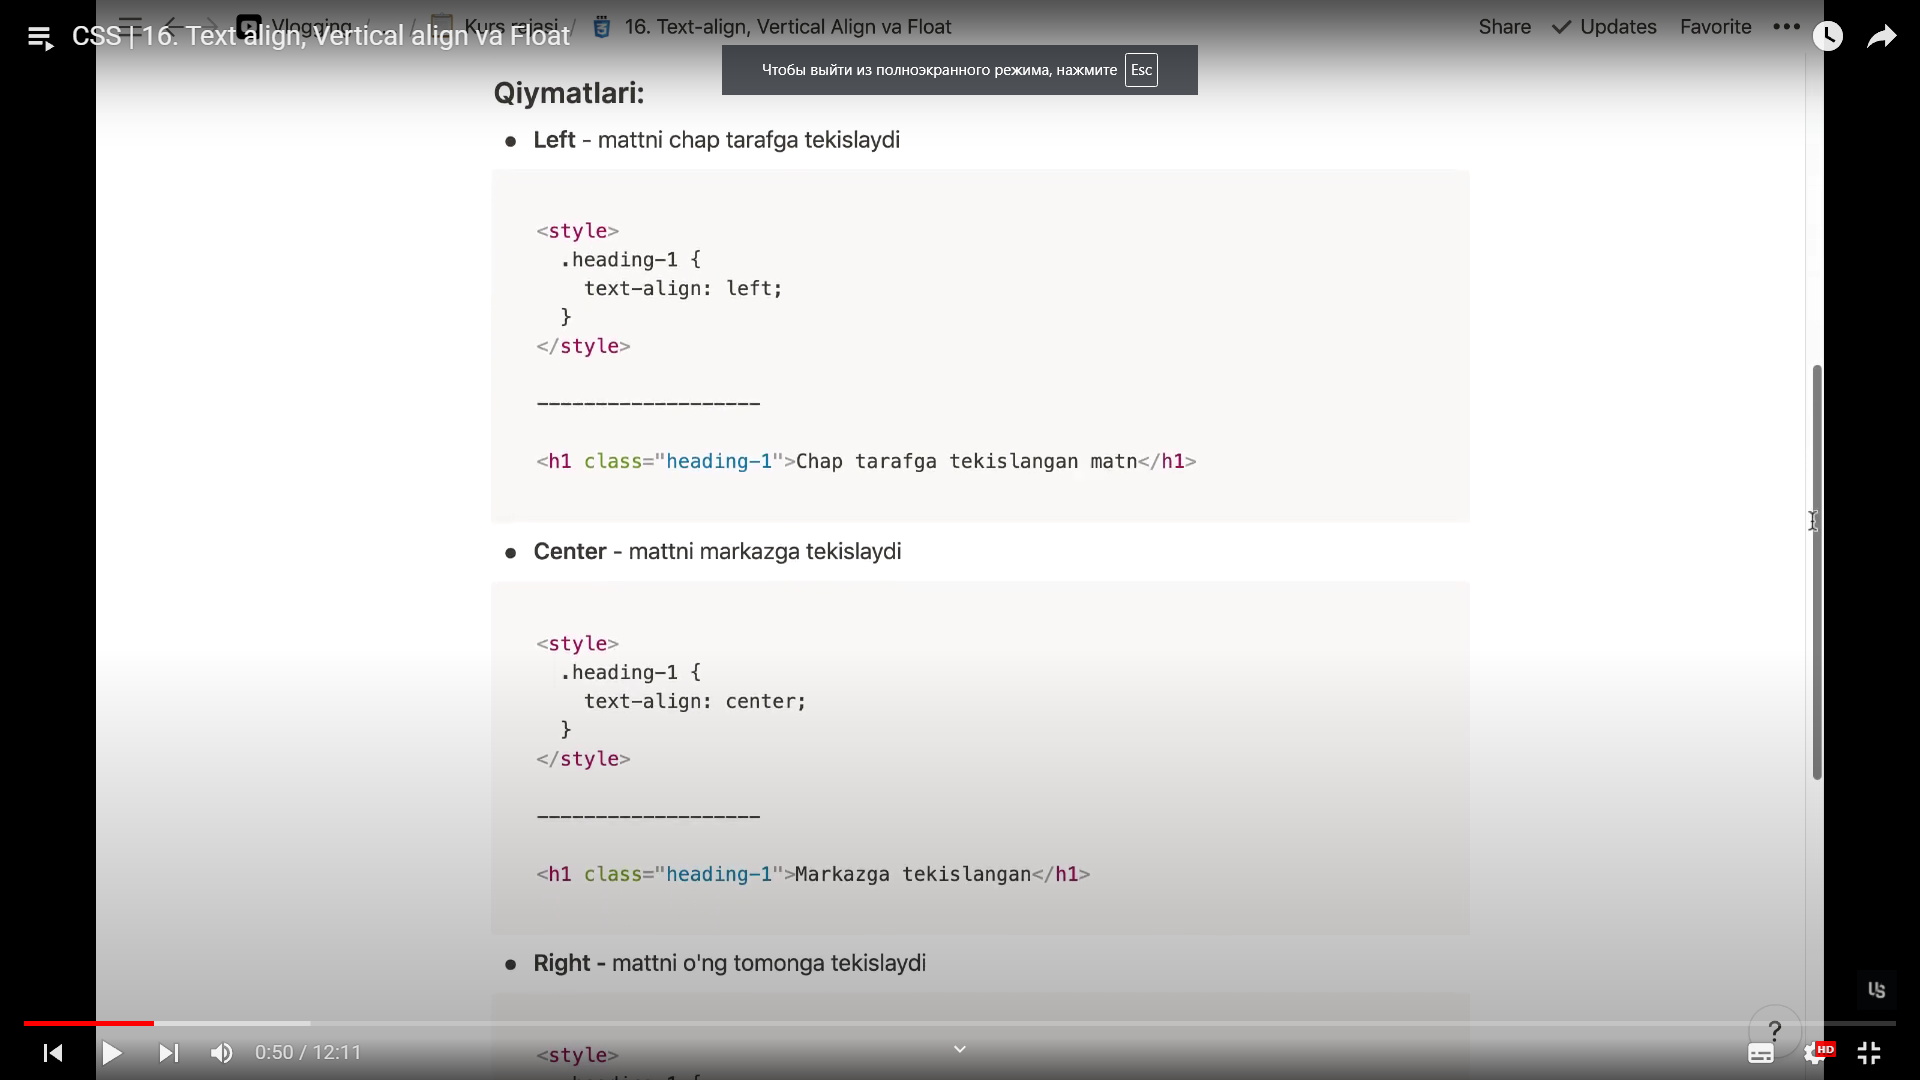 Vlogging / ... / Kurs rejasi / 16. Text-align, Vertical Align va Float Share Updates Favorite
CSS | 16. Text align, Vertical align va Float
Чтобы выйти из полноэкранного режима, нажмите Esc
Qiymatlari:
• Left - mattni chap tarafga tekislaydi
<style>
.heading-1 {
text-align: left;
}
</style>
-------------------
<h1 class="heading-1">Chap tarafga tekislangan matn</h1>
• Center - mattni markazga tekislaydi
<style>
.heading-1 {
text-align: center;
}
</style>
-------------------
<h1 class="heading-1">Markazga tekislangan</h1>
• Right - mattni o'ng tomonga tekislaydi
<style>
.heading-1 {
?
0:50 / 12:11
HD